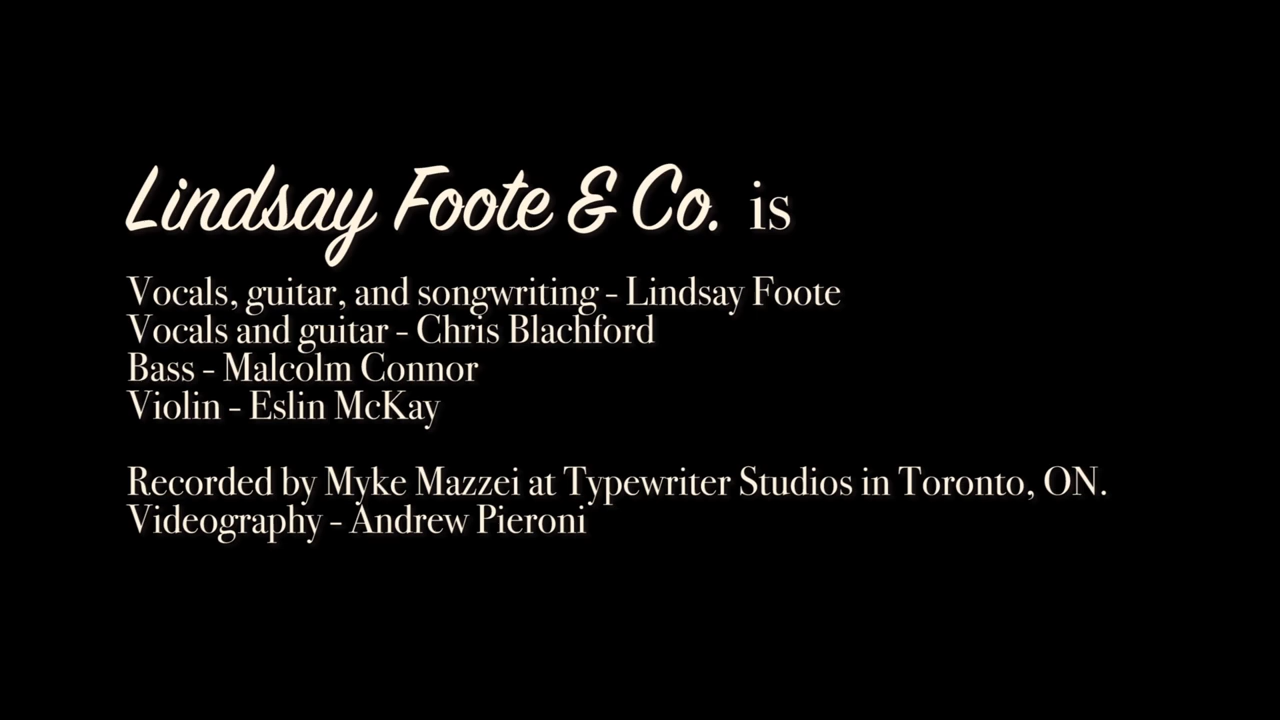 Lindsay Foote & Co. is
Vocals, guitar, and songwriting - Lindsay Foote
Vocals and guitar - Chris Blachford
Bass - Malcolm Connor
Violin - Eslin McKay
Recorded by Myke Mazzei at Typewriter Studios in Toronto, ON.
Videography - Andrew Pieroni